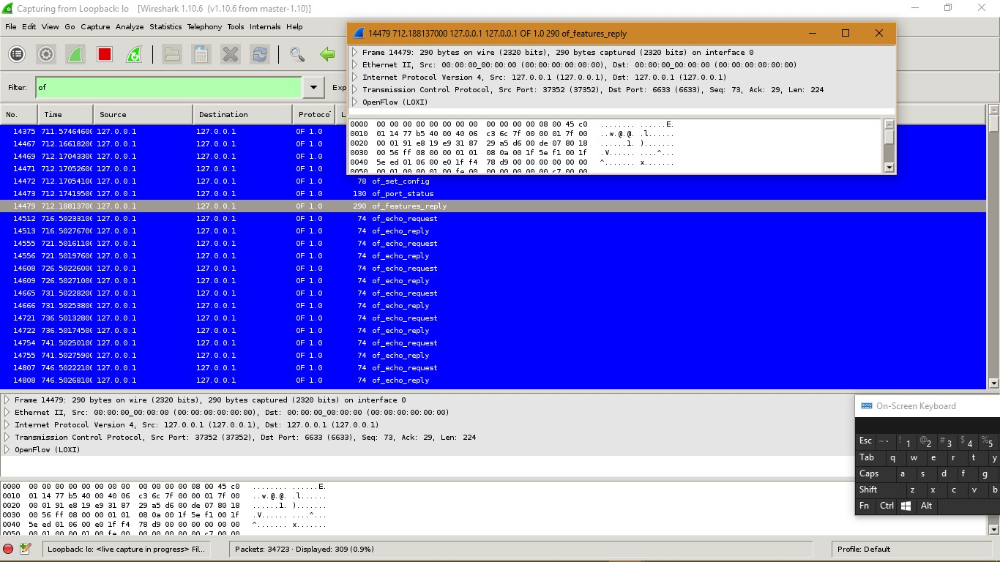 Capturing from Loopback: lo [Wireshark 1.10.6 (v1.10.6 from master-1.10)]
File Edit View Go Capture Analyze Statistics Telephony Tools Internals Help
Filter: of Exp
No. Time Source Destination Protoco L
14375 711.5746460 127.0.0.1 127.0.0.1 OF 1.0
14467 712.1661820 127.0.0.1 127.0.0.1 OF 1.0
14469 712.1704330 127.0.0.1 127.0.0.1 OF 1.0
14471 712.1705260 127.0.0.1 127.0.0.1 OF 1.0
14472 712.1705410 127.0.0.1 127.0.0.1 OF 1.0 78 of_set_config
14473 712.1741950 127.0.0.1 127.0.0.1 OF 1.0 130 of_port_status
14479 712.1881370 127.0.0.1 127.0.0.1 OF 1.0 290 of_features_reply
14512 716.5023310 127.0.0.1 127.0.0.1 OF 1.0 74 of_echo_request
14513 716.5027670 127.0.0.1 127.0.0.1 OF 1.0 74 of_echo_reply
14555 721.5016110 127.0.0.1 127.0.0.1 OF 1.0 74 of_echo_request
14556 721.5019760 127.0.0.1 127.0.0.1 OF 1.0 74 of_echo_reply
14608 726.5022600 127.0.0.1 127.0.0.1 OF 1.0 74 of_echo_request
14609 726.5027100 127.0.0.1 127.0.0.1 OF 1.0 74 of_echo_reply
14665 731.5022820 127.0.0.1 127.0.0.1 OF 1.0 74 of_echo_request
14666 731.5025380 127.0.0.1 127.0.0.1 OF 1.0 74 of_echo_reply
14721 736.5013280 127.0.0.1 127.0.0.1 OF 1.0 74 of_echo_request
14722 736.5017450 127.0.0.1 127.0.0.1 OF 1.0 74 of_echo_reply
14754 741.5025010 127.0.0.1 127.0.0.1 OF 1.0 74 of_echo_request
14755 741.5027590 127.0.0.1 127.0.0.1 OF 1.0 74 of_echo_reply
14807 746.5022210 127.0.0.1 127.0.0.1 OF 1.0 74 of_echo_request
14808 746.5026810 127.0.0.1 127.0.0.1 OF 1.0 74 of_echo_reply
14479 712.188137000 127.0.0.1 127.0.0.1 OF 1.0 290 of_features_reply
Frame 14479: 290 bytes on wire (2320 bits), 290 bytes captured (2320 bits) on interface 0
Ethernet II, Src: 00:00:00_00:00:00 (00:00:00:00:00:00), Dst: 00:00:00_00:00:00 (00:00:00:00:00:00)
Internet Protocol Version 4, Src: 127.0.0.1 (127.0.0.1), Dst: 127.0.0.1 (127.0.0.1)
Transmission Control Protocol, Src Port: 37352 (37352), Dst Port: 6633 (6633), Seq: 73, Ack: 29, Len: 224
OpenFlow (LOXI)
0000 00 00 00 00 00 00 00 00 00 00 00 00 08 00 45 c0 ........ ......E.
0010 01 14 77 b5 40 00 40 06 c3 6c 7f 00 00 01 7f 00 ..w.@.@. .l......
0020 00 01 91 e8 19 e9 31 87 29 a5 d6 00 de 07 80 18 ......1. ).......
0030 00 56 ff 08 00 00 01 01 08 0a 00 1f 5e f1 00 1f .V...... ....^...
0040 5e ed 01 06 00 e0 1f f4 78 d9 00 00 00 00 00 00 ^....... x.......
0050 00 01 00 00 01 00 fe 00 00 00 00 00 00 c7 00 00
Frame 14479: 290 bytes on wire (2320 bits), 290 bytes captured (2320 bits) on interface 0
Ethernet II, Src: 00:00:00_00:00:00 (00:00:00:00:00:00), Dst: 00:00:00_00:00:00 (00:00:00:00:00:00)
Internet Protocol Version 4, Src: 127.0.0.1 (127.0.0.1), Dst: 127.0.0.1 (127.0.0.1)
Transmission Control Protocol, Src Port: 37352 (37352), Dst Port: 6633 (6633), Seq: 73, Ack: 29, Len: 224
OpenFlow (LOXI)
0000 00 00 00 00 00 00 00 00 00 00 00 00 08 00 45 c0 ........ ......E.
0010 01 14 77 b5 40 00 40 06 c3 6c 7f 00 00 01 7f 00 ..w.@.@. .l......
0020 00 01 91 e8 19 e9 31 87 29 a5 d6 00 de 07 80 18 ......1. ).......
0030 00 56 ff 08 00 00 01 01 08 0a 00 1f 5e f1 00 1f .V...... ....^...
0040 5e ed 01 06 00 e0 1f f4 78 d9 00 00 00 00 00 00 ^....... x.......
On-Screen Keyboard
Esc ~ ` ! 1 @ 2 # 3 $ 4 % 5
Tab q w e r t y
Caps a s d f g
Shift z x c v b
Fn Ctrl Alt
Loopback: lo: <live capture in progress> Fil... Packets: 34723 · Displayed: 309 (0.9%) Profile: Default